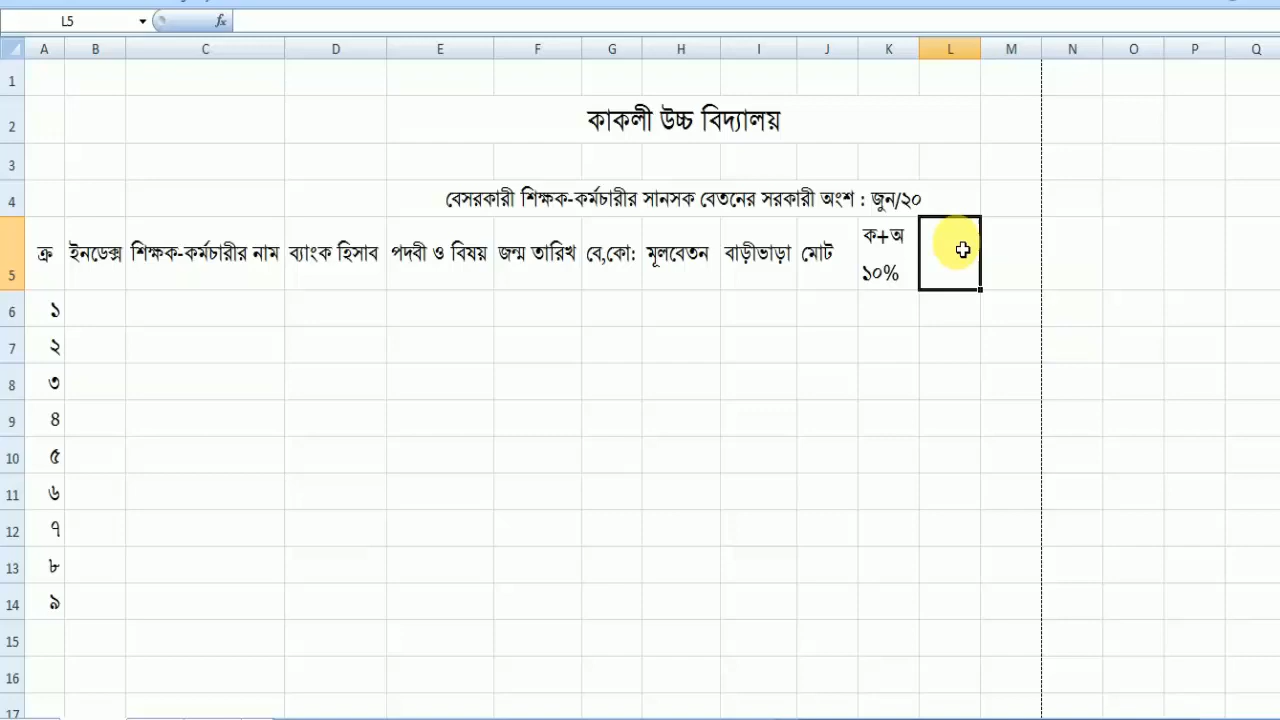 L5
fx
A B C D E F G H I J K L M N O P Q
1
2 কাকলী উচ্চ বিদ্যালয়
3
4 বেসরকারী শিক্ষক-কর্মচারীর সানসক বেতনের সরকারী অংশ : জুন/২০
5 ক্র ইনডেক্স শিক্ষক-কর্মচারীর নাম ব্যাংক হিসাব পদবী ও বিষয় জন্ম তারিখ বে,কো: মূলবেতন বাড়ীভাড়া মোট ক+অ ১০%
6 ১
7 ২
8 ৩
9 ৪
10 ৫
11 ৬
12 ৭
13 ৮
14 ৯
15
16
17